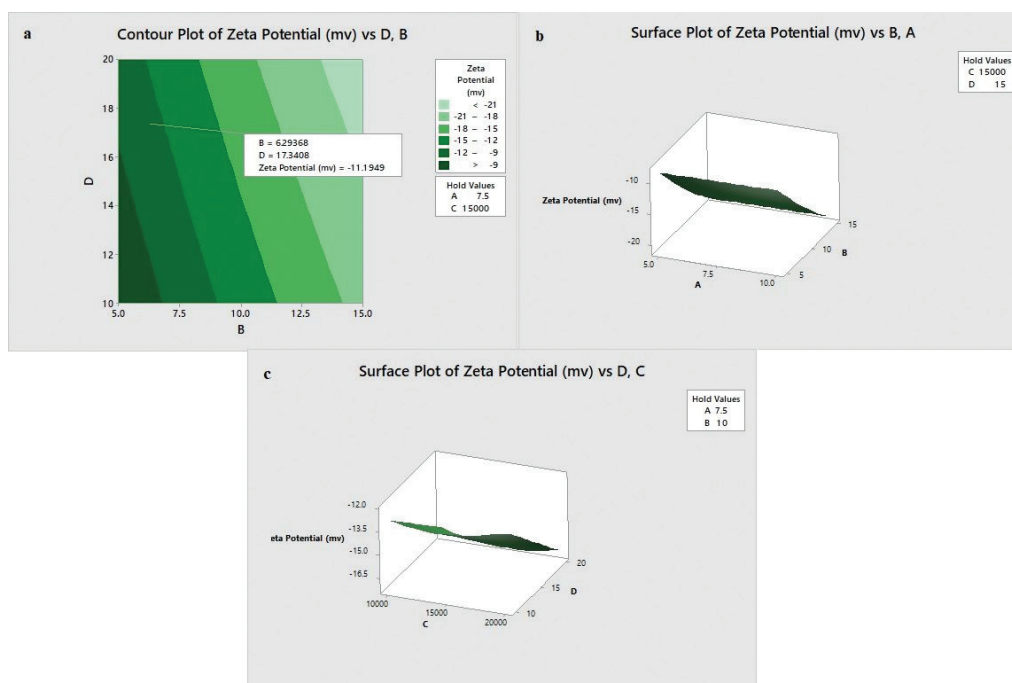 a
Contour Plot of Zeta Potential (mv) vs D, B
D
20
18
16
14
12
10
5.0 7.5 10.0 12.5 15.0
B
B = 6.29368
D = 17.3408
Zeta Potential (mv) = -11.1949
Zeta
Potential
(mv)
< -21
-21 – -18
-18 – -15
-15 – -12
-12 – -9
> -9
Hold Values
A 7.5
C 15000
b
Surface Plot of Zeta Potential (mv) vs B, A
Hold Values
C 15000
D 15
-10
Zeta Potential (mv)
-15
-20
5.0 7.5 10.0
A
5 10 15
B
c
Surface Plot of Zeta Potential (mv) vs D, C
Hold Values
A 7.5
B 10
-12.0
-13.5
eta Potential (mv)
-15.0
-16.5
10000 15000 20000
C
10 15 20
D